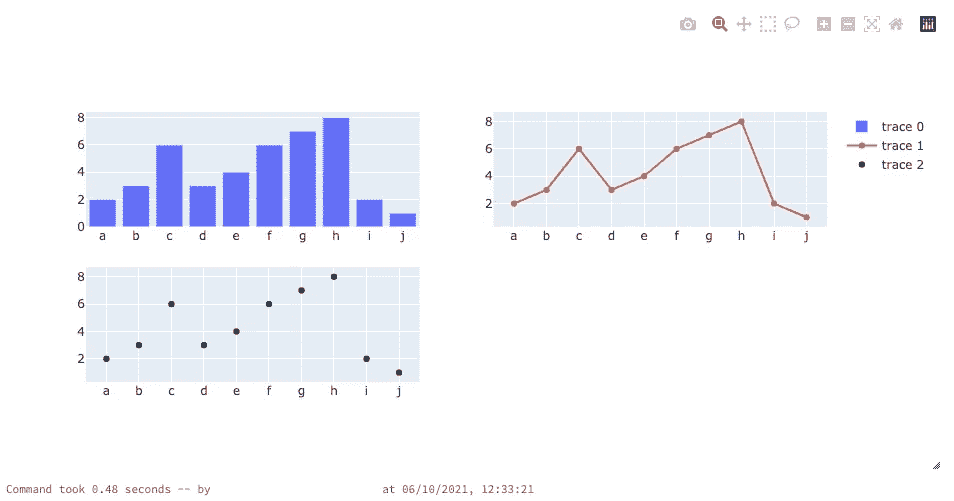 8
6
4
2
0
a b c d e f g h i j
8
6
4
2
a b c d e f g h i j
trace 0
trace 1
trace 2
8
6
4
2
a b c d e f g h i j
Command took 0.48 seconds -- by at 06/10/2021, 12:33:21